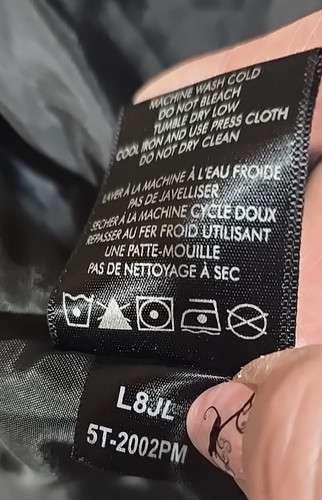 MACHINE WASH COLD
DO NOT BLEACH
TUMBLE DRY LOW
COOL IRON AND USE PRESS CLOTH
DO NOT DRY CLEAN
LAVER À LA MACHINE À L'EAU FROIDE
PAS DE JAVELLISER
SECHER À LA MACHINE CYCLE DOUX
REPASSER AU FER FROID UTILISANT
UNE PATTE-MOUILLE
PAS DE NETTOYAGE À SEC
L8JL
5T-2002PM